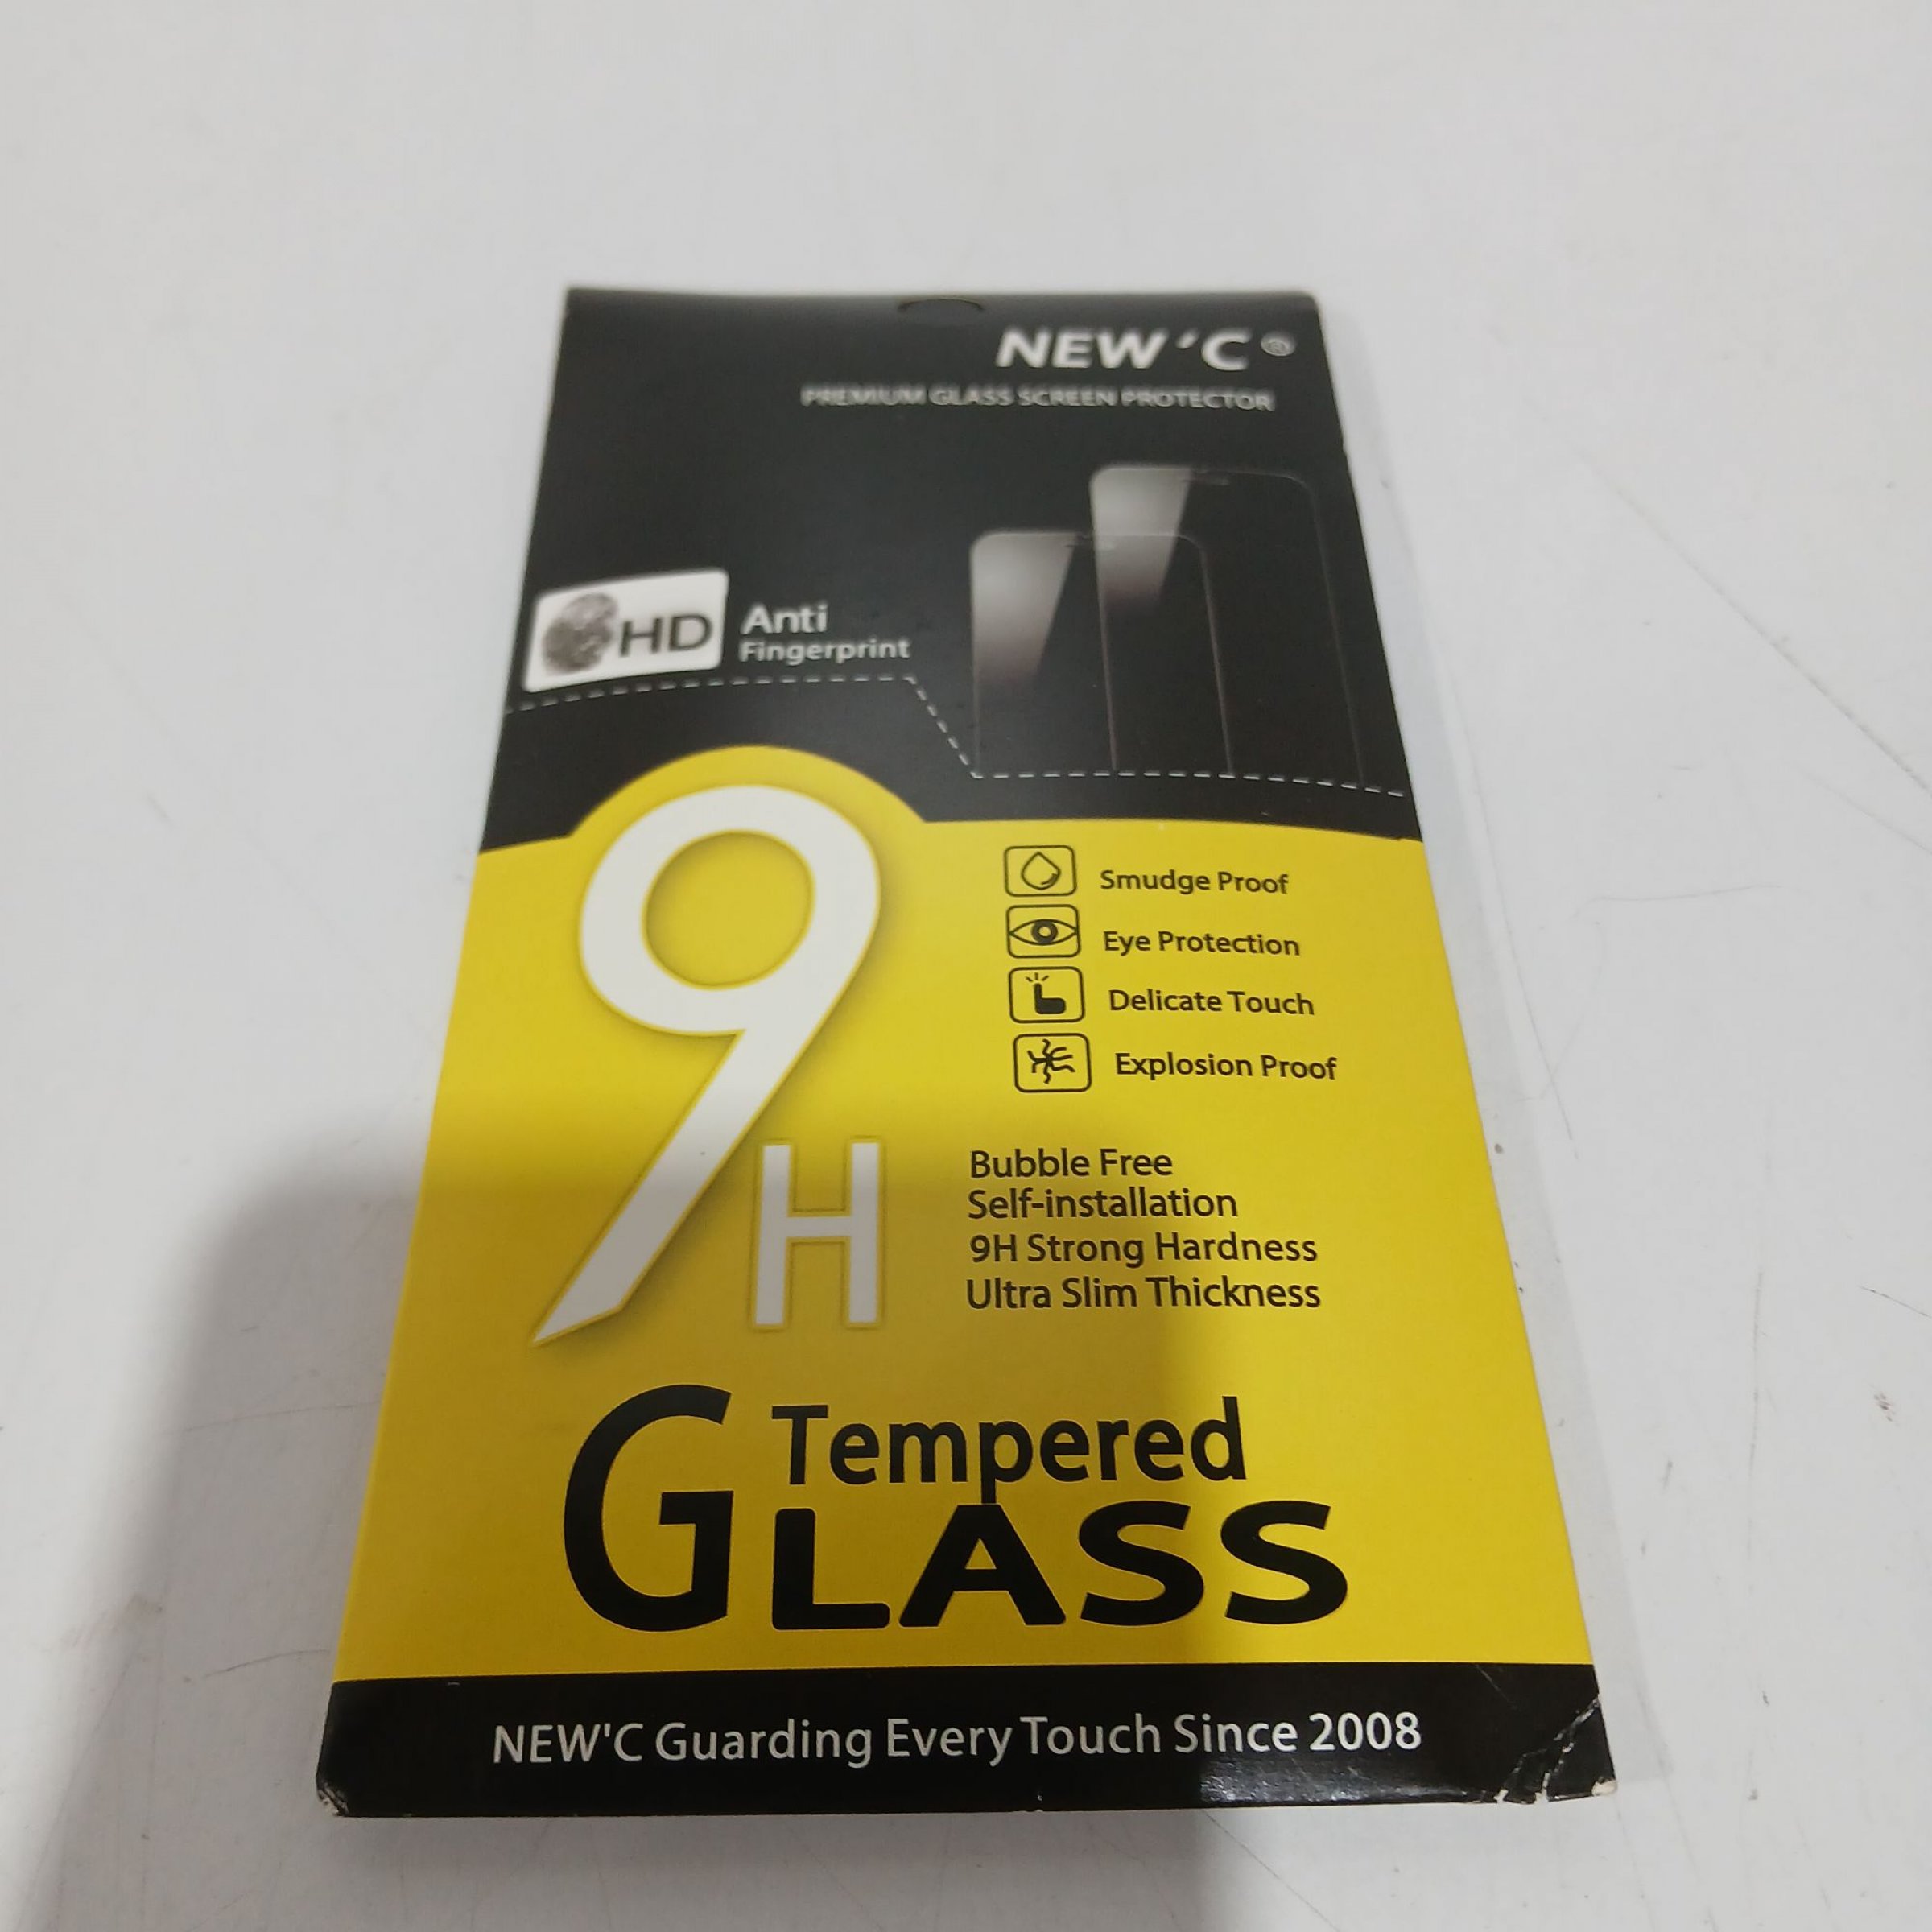 NEW'C®
PREMIUM GLASS SCREEN PROTECTOR
HD
Anti
Fingerprint
9H
Smudge Proof
Eye Protection
Delicate Touch
Explosion Proof
Bubble Free
Self-installation
9H Strong Hardness
Ultra Slim Thickness
Tempered
GLASS
NEW'C Guarding Every Touch Since 2008